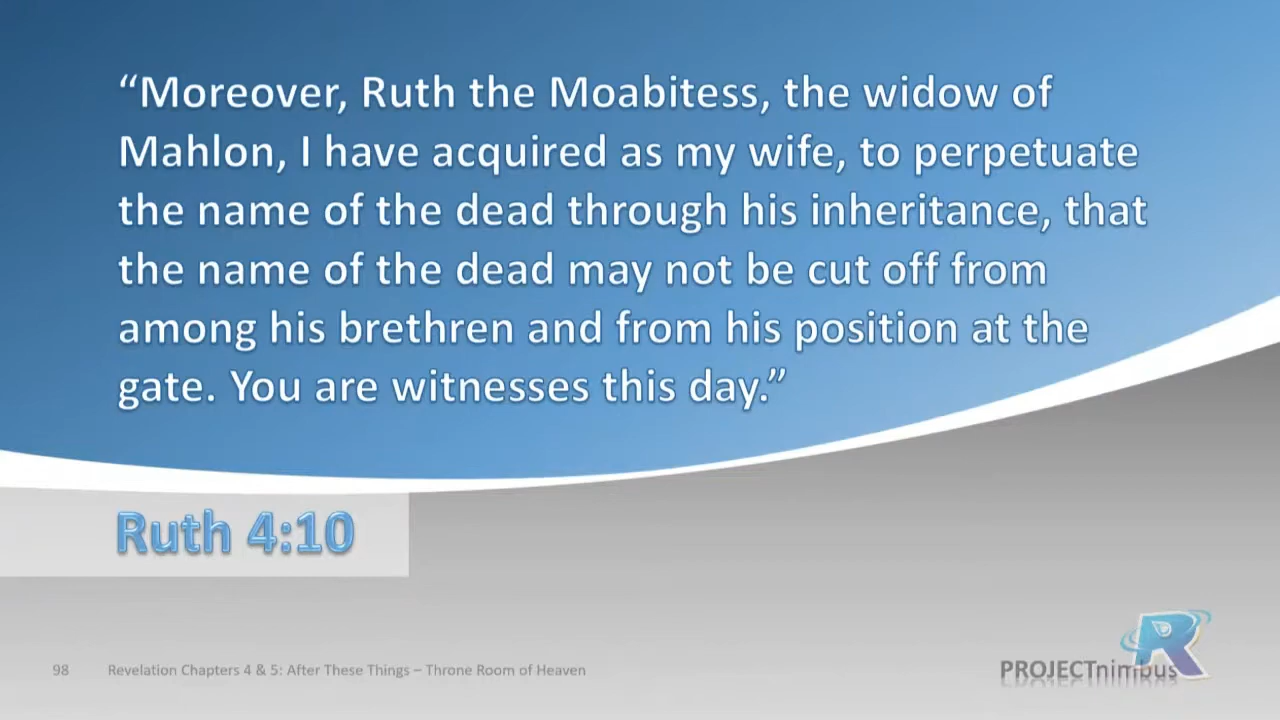 “Moreover, Ruth the Moabitess, the widow of
Mahlon, I have acquired as my wife, to perpetuate
the name of the dead through his inheritance, that
the name of the dead may not be cut off from
among his brethren and from his position at the
gate. You are witnesses this day.”
Ruth 4:10
98 Revelation Chapters 4 & 5: After These Things – Throne Room of Heaven
PROJECTnimbus
R